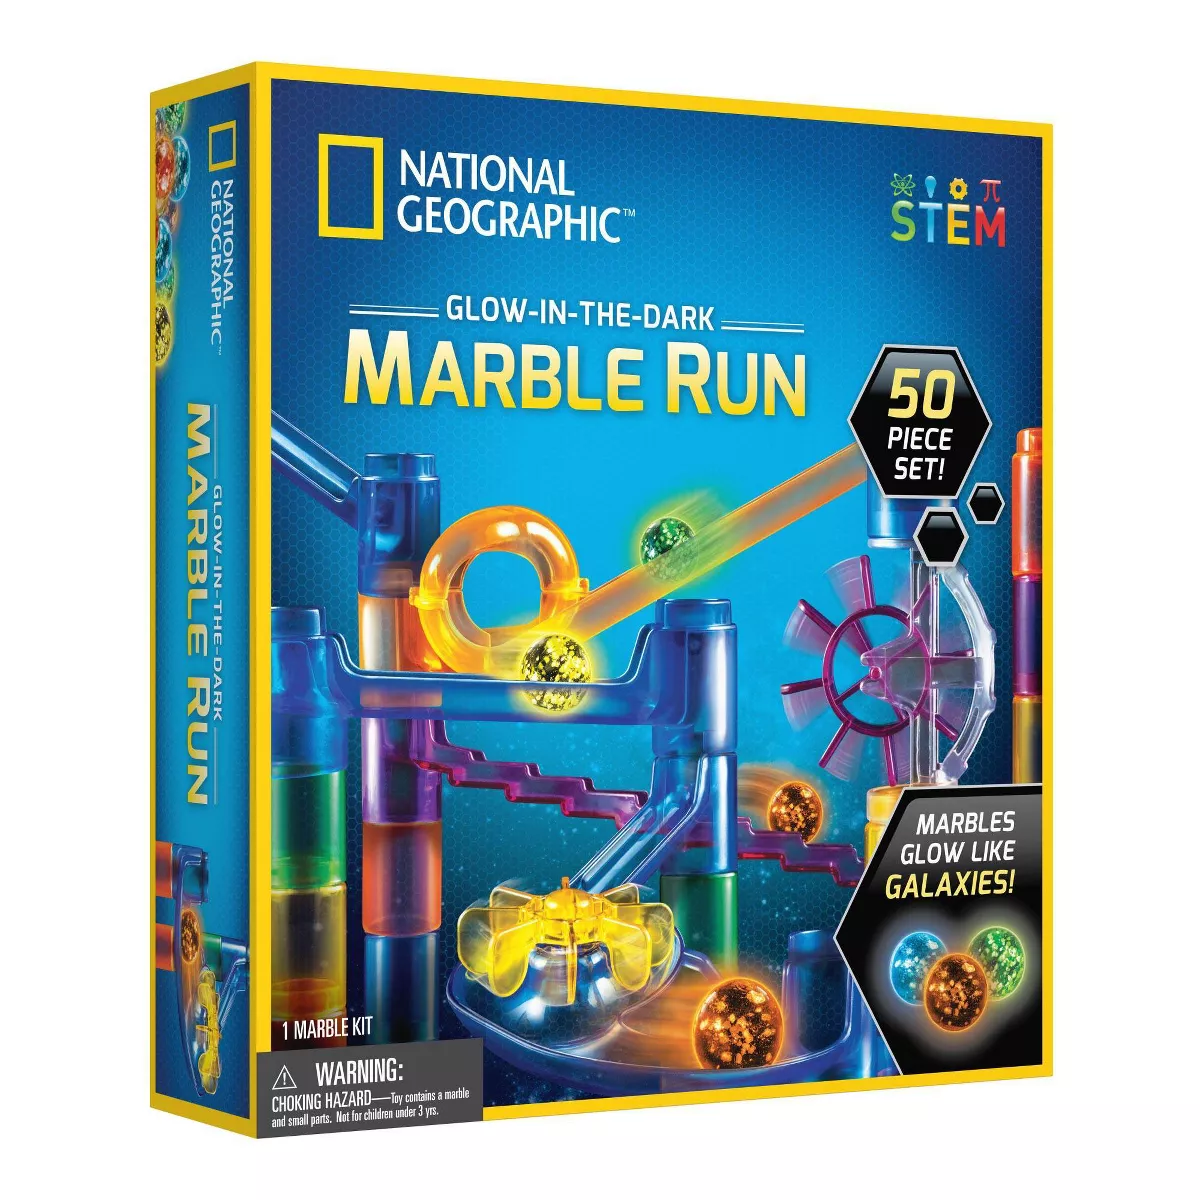 NATIONAL
GEOGRAPHIC™
STEM
GLOW-IN-THE-DARK
MARBLE RUN
50
PIECE
SET!
MARBLES
GLOW LIKE
GALAXIES!
1 MARBLE KIT
WARNING:
CHOKING HAZARD—Toy contains a marble
and small parts. Not for children under 3 yrs.
NATIONAL
GEOGRAPHIC™
GLOW-IN-THE-DARK
MARBLE RUN